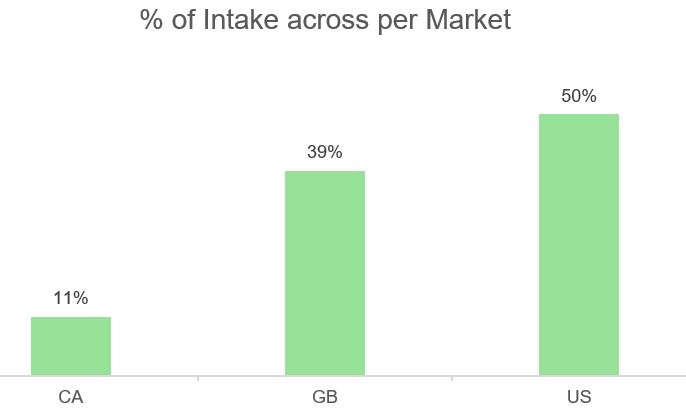 % of Intake across per Market
50%
39%
11%
CA
GB
US